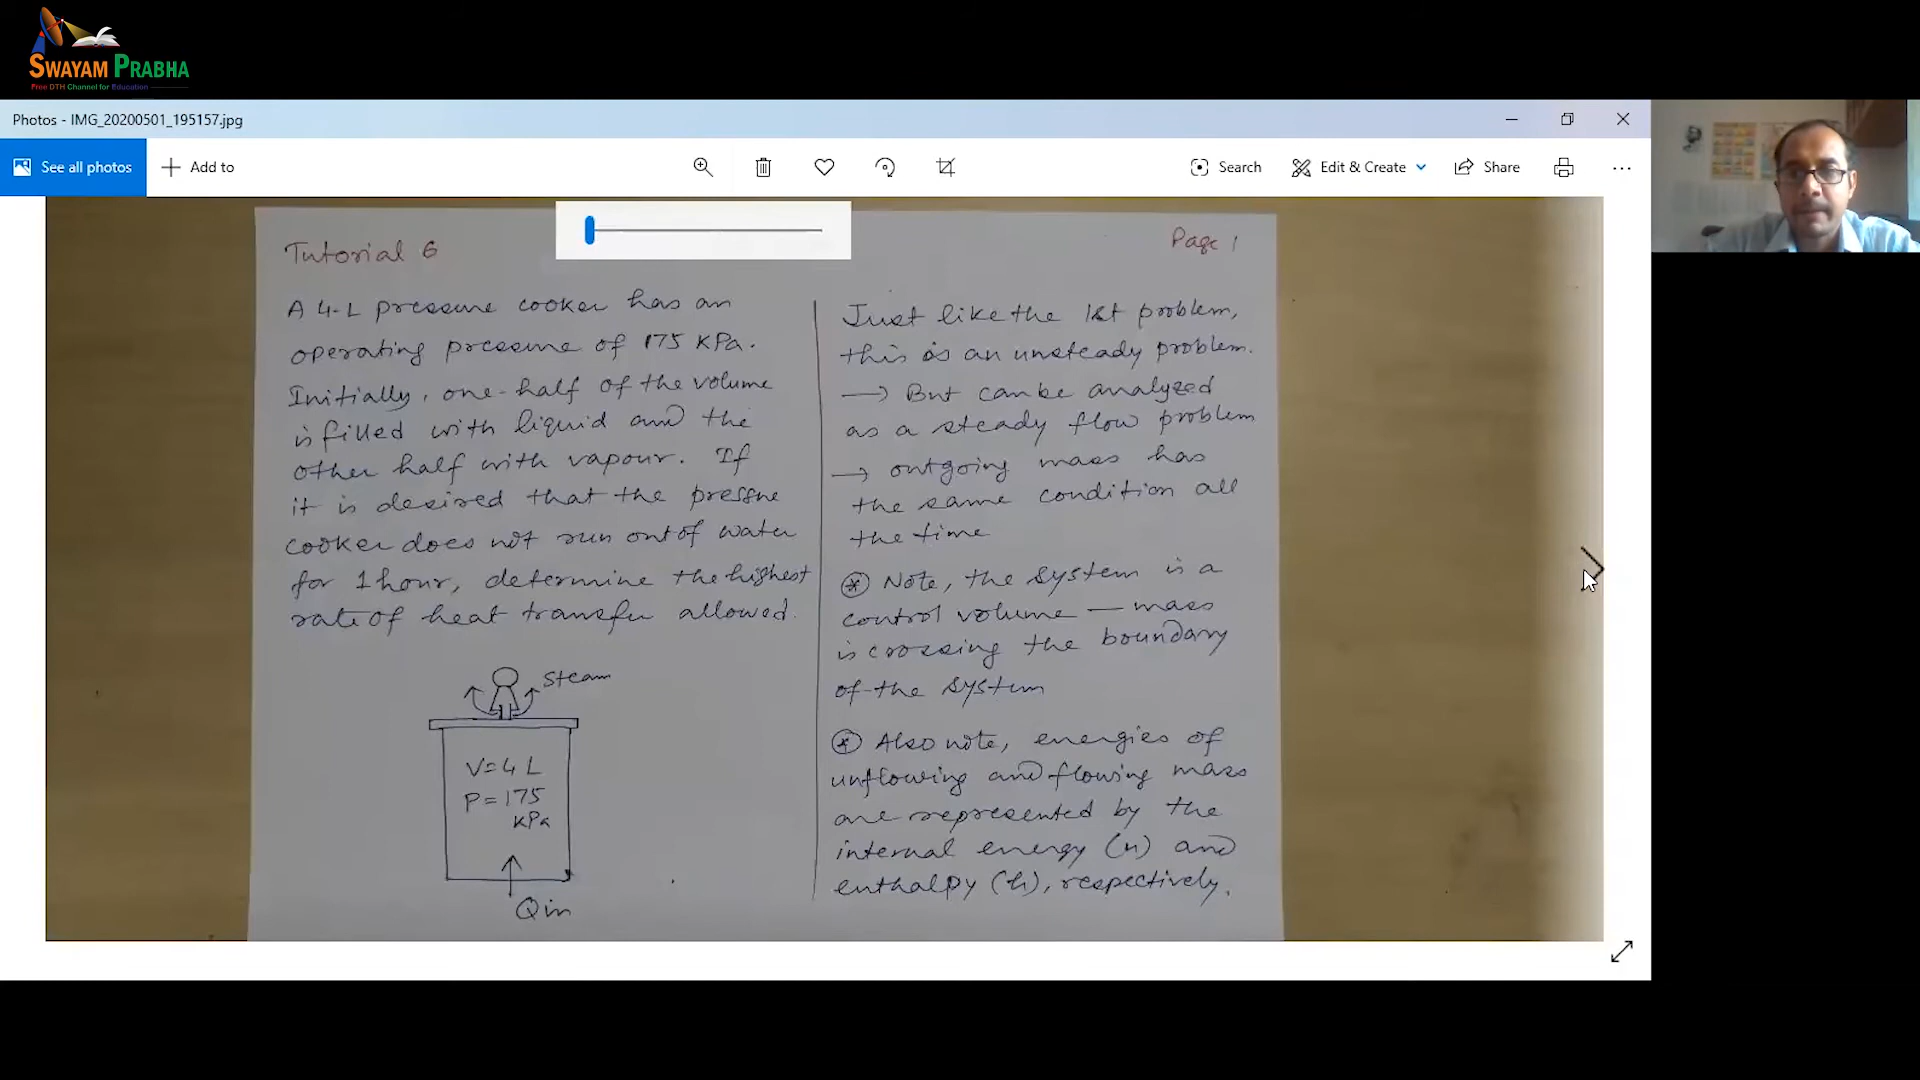 SWAYAM PRABHA
Free DTH Channel for Education
Photos - IMG_20200501_195157.jpg
See all photos
Add to
Search
Edit & Create
Share
Tutorial 6
Page 1
A 4-L pressure cooker has an
operating pressure of 175 KPa.
Initially, one-half of the volume
is filled with liquid and the
other half with vapour. If
it is desired that the pressue
cooker does not run out of water
for 1 hour, determine the highest
rate of heat transfer allowed.
Steam
V=4 L
P=175
KPa
Qin
Just like the 1st problem,
this is an unsteady problem.
→ But can be analyzed
as a steady flow problem
→ outgoing mass has
the same condition all
the time
* Note, the system is a
control volume — mass
is crossing the boundary
of the system
* Also note, energies of
unflowing and flowing mass
are represented by the
internal energy (u) and
enthalpy (h), respectively.